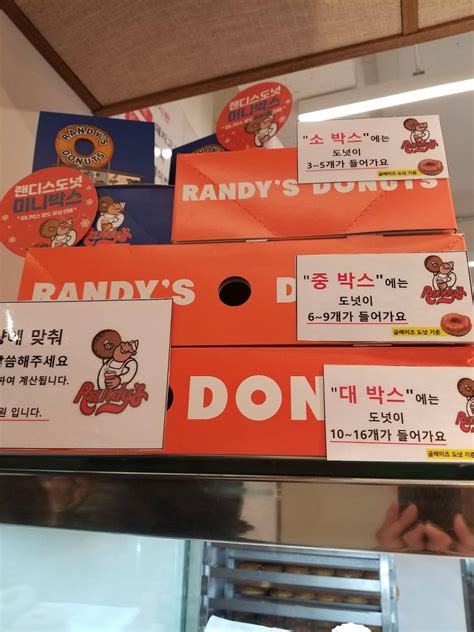 RANDY'S
DONUTS
랜디스도넛
미니박스
랜디스도넛
미니박스
RANDY'S DONUTS
"소 박스"에는
도넛이
3~5개가 들어가요
글레이즈 도넛 기준
Randy's
RANDY'S DO
"중 박스"에는
도넛이
6~9개가 들어가요
글레이즈 도넛 기준
Randy's
맞춰
말씀해주세요
하여 계산됩니다.
원 입니다.
Randy's
DON
"대 박스"에는
도넛이
10~16개가 들어가요
글레이즈 도넛 기준